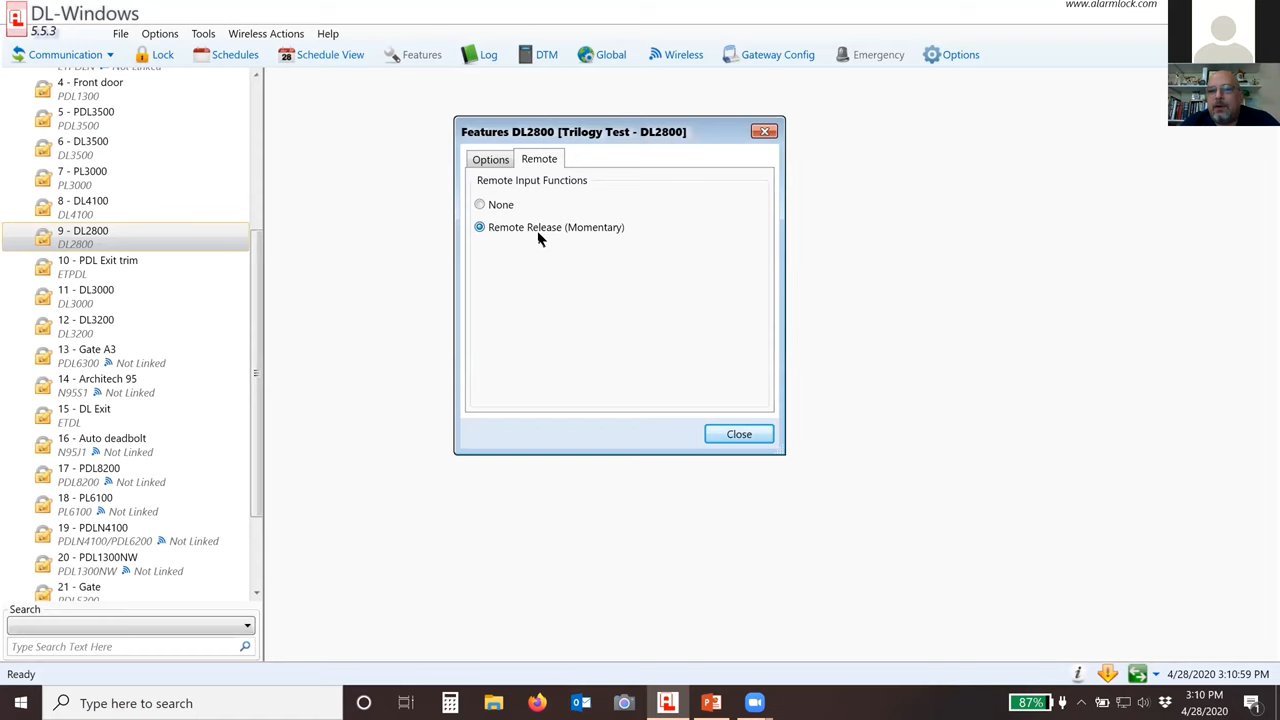 DL-Windows
5.5.3
www.alarmlock.com
File Options Tools Wireless Actions Help
Communication Lock Schedules 28 Schedule View Features Log DTM Global Wireless Gateway Config Emergency Options
4 - Front door
PDL1300
5 - PDL3500
PDL3500
6 - DL3500
DL3500
7 - PL3000
PL3000
8 - DL4100
DL4100
9 - DL2800
DL2800
10 - PDL Exit trim
ETPDL
11 - DL3000
DL3000
12 - DL3200
DL3200
13 - Gate A3
PDL6300 Not Linked
14 - Architech 95
N95S1 Not Linked
15 - DL Exit
ETDL
16 - Auto deadbolt
N95J1 Not Linked
17 - PDL8200
PDL8200 Not Linked
18 - PL6100
PL6100 Not Linked
19 - PDLN4100
PDLN4100/PDL6200 Not Linked
20 - PDL1300NW
PDL1300NW Not Linked
21 - Gate
Search
Type Search Text Here
Features DL2800 [Trilogy Test - DL2800]
Options Remote
Remote Input Functions
None
Remote Release (Momentary)
Close
Ready
4/28/2020 3:10:59 PM
Type here to search
87%
3:10 PM
4/28/2020
1